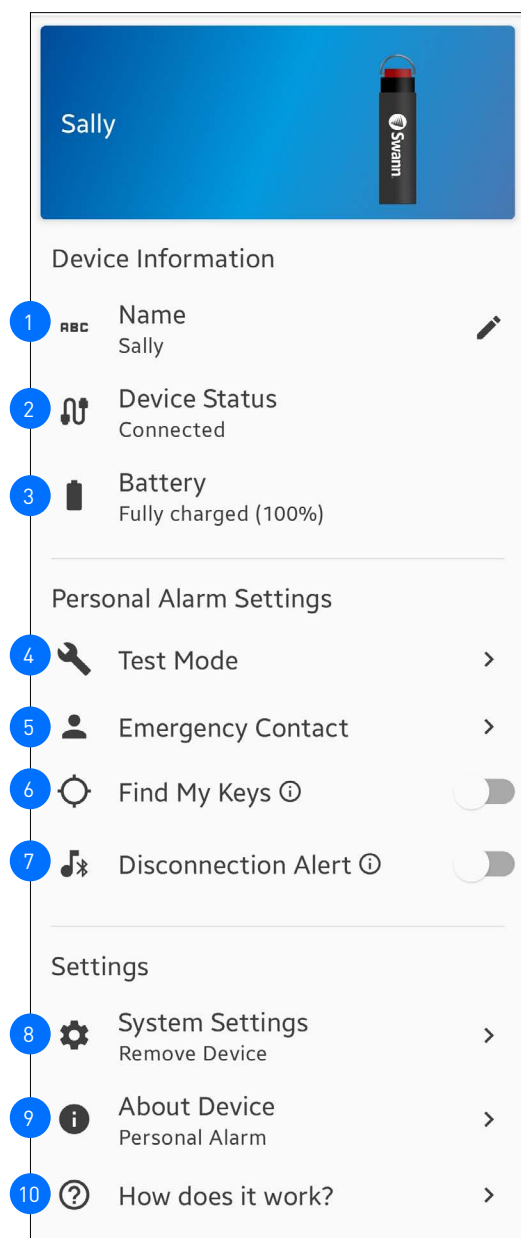 Sally
Swann
Device Information
1 ABC Name
Sally
2 Device Status
Connected
3 Battery
Fully charged (100%)
Personal Alarm Settings
4 Test Mode
5 Emergency Contact
6 Find My Keys
7 Disconnection Alert
Settings
8 System Settings
Remove Device
9 About Device
Personal Alarm
10 How does it work?